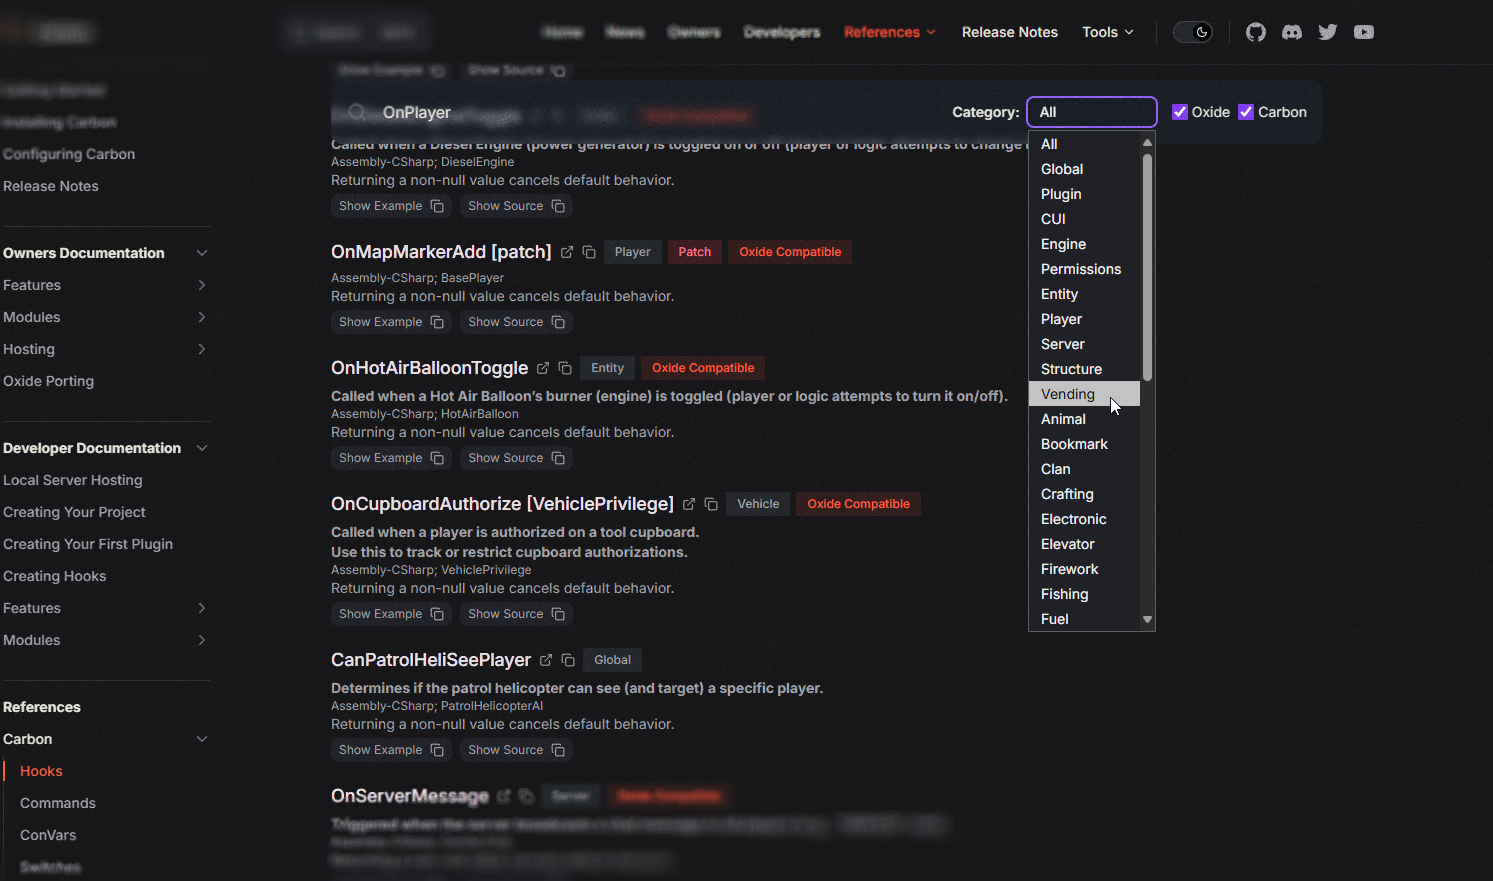 Home News Owners Developers References Release Notes Tools
Show Example Show Source
OnPlayer
Category: All Oxide Carbon
Getting Started
Installing Carbon
Configuring Carbon
Release Notes
Owners Documentation
Features
Modules
Hosting
Oxide Porting
Developer Documentation
Local Server Hosting
Creating Your Project
Creating Your First Plugin
Creating Hooks
Features
Modules
References
Carbon
Hooks
Commands
ConVars
Switches
Called when a Diesel Engine (power generator) is toggled on or off (player or logic attempts to change
Assembly-CSharp; DieselEngine
Returning a non-null value cancels default behavior.
Show Example Show Source
OnMapMarkerAdd [patch] Player Patch Oxide Compatible
Assembly-CSharp; BasePlayer
Returning a non-null value cancels default behavior.
Show Example Show Source
OnHotAirBalloonToggle Entity Oxide Compatible
Called when a Hot Air Balloon’s burner (engine) is toggled (player or logic attempts to turn it on/off).
Assembly-CSharp; HotAirBalloon
Returning a non-null value cancels default behavior.
Show Example Show Source
OnCupboardAuthorize [VehiclePrivilege] Vehicle Oxide Compatible
Called when a player is authorized on a tool cupboard.
Use this to track or restrict cupboard authorizations.
Assembly-CSharp; VehiclePrivilege
Returning a non-null value cancels default behavior.
Show Example Show Source
CanPatrolHeliSeePlayer Global
Determines if the patrol helicopter can see (and target) a specific player.
Assembly-CSharp; PatrolHelicopterAI
Returning a non-null value cancels default behavior.
Show Example Show Source
OnServerMessage Server Oxide Compatible
All
Global
Plugin
CUI
Engine
Permissions
Entity
Player
Server
Structure
Vending
Animal
Bookmark
Clan
Crafting
Electronic
Elevator
Firework
Fishing
Fuel